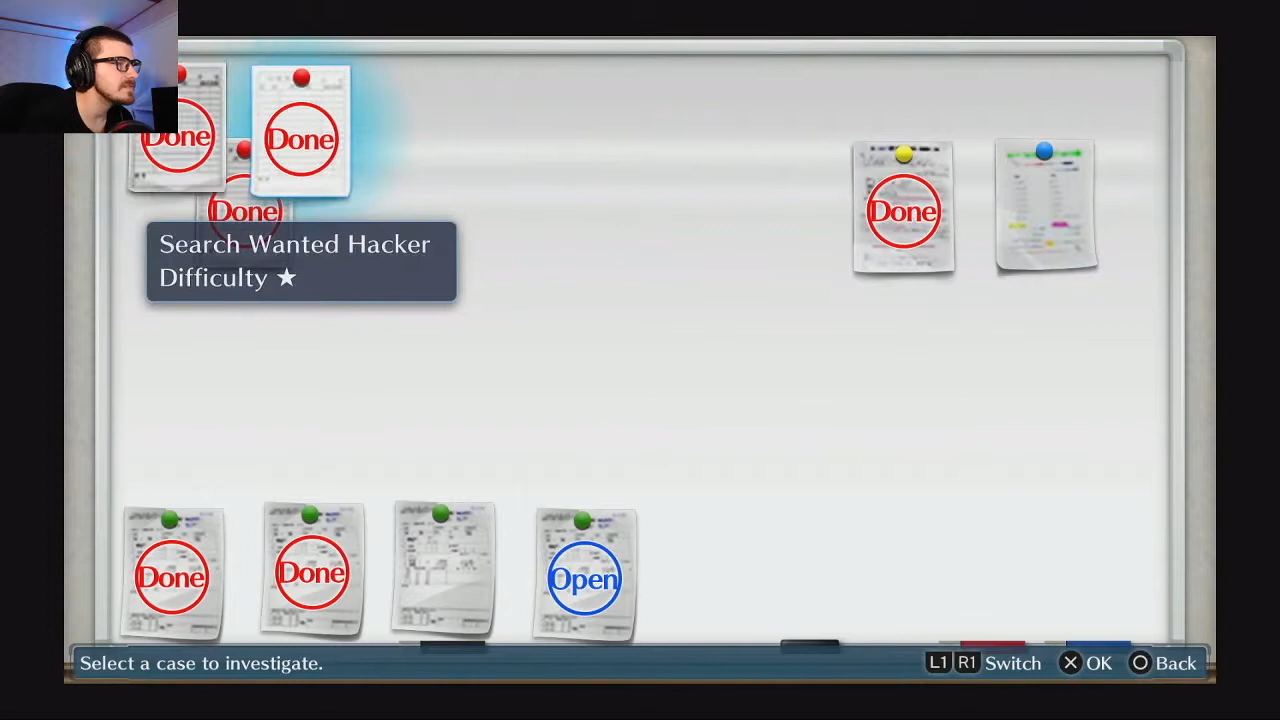 Done
Done
Done
Done
Search Wanted Hacker
Difficulty ★
Done
Done
Open
Select a case to investigate.
L1 R1 Switch
OK
Back